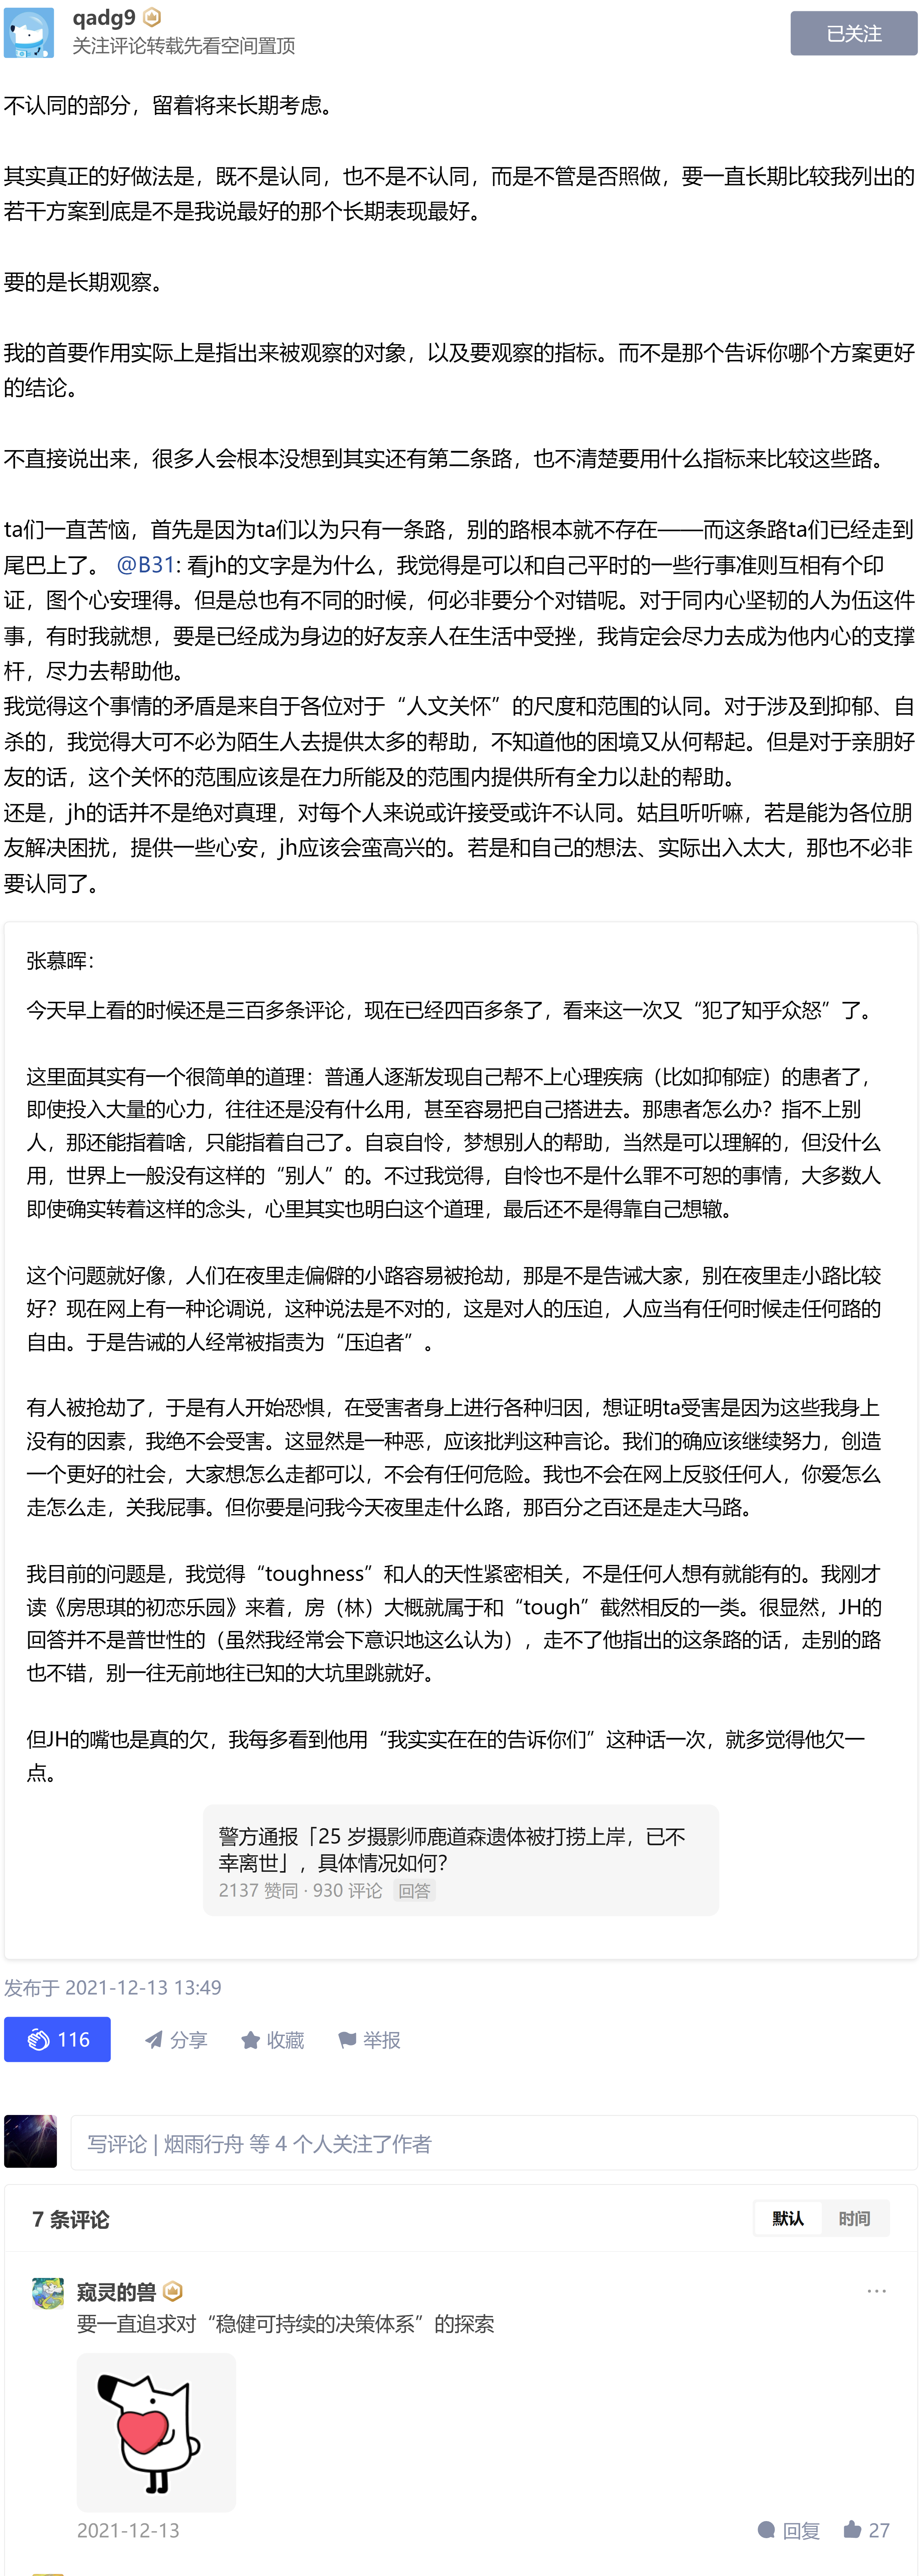 qadg9
关注评论转载先看空间置顶
已关注
不认同的部分，留着将来长期考虑。
其实真正的好做法是，既不是认同，也不是不认同，而是不管是否照做，要一直长期比较我列出的
若干方案到底是不是我说最好的那个长期表现最好。
要的是长期观察。
我的首要作用实际上是指出来被观察的对象，以及要观察的指标。而不是那个告诉你哪个方案更好
的结论。
不直接说出来，很多人会根本没想到其实还有第二条路，也不清楚要用什么指标来比较这些路。
ta们一直苦恼，首先是因为ta们以为只有一条路，别的路根本就不存在——而这条路ta们已经走到
尾巴上了。 @B31: 看jh的文字是为什么，我觉得是可以和自己平时的一些行事准则互相有个印
证，图个心安理得。但是总也有不同的时候，何必非要分个对错呢。对于同内心坚韧的人为伍这件
事，有时我就想，要是已经成为身边的好友亲人在生活中受挫，我肯定会尽力去成为他内心的支撑
杆，尽力去帮助他。
我觉得这个事情的矛盾是来自于各位对于“人文关怀”的尺度和范围的认同。对于涉及到抑郁、自
杀的，我觉得大可不必为陌生人去提供太多的帮助，不知道他的困境又从何帮起。但是对于亲朋好
友的话，这个关怀的范围应该是在力所能及的范围内提供所有全力以赴的帮助。
还是，jh的话并不是绝对真理，对每个人来说或许接受或许不认同。姑且听听嘛，若是能为各位朋
友解决困扰，提供一些心安，jh应该会蛮高兴的。若是和自己的想法、实际出入太大，那也不必非
要认同了。
张慕晖：
今天早上看的时候还是三百多条评论，现在已经四百多条了，看来这一次又“犯了知乎众怒”了。
这里面其实有一个很简单的道理：普通人逐渐发现自己帮不上心理疾病（比如抑郁症）的患者了，
即使投入大量的心力，往往还是没有什么用，甚至容易把自己搭进去。那患者怎么办？指不上别
人，那还能指着啥，只能指着自己了。自哀自怜，梦想别人的帮助，当然是可以理解的，但没什么
用，世界上一般没有这样的“别人”的。不过我觉得，自怜也不是什么罪不可恕的事情，大多数人
即使确实转着这样的念头，心里其实也明白这个道理，最后还不是得靠自己想辙。
这个问题就好像，人们在夜里走偏僻的小路容易被抢劫，那是不是告诫大家，别在夜里走小路比较
好？现在网上有一种论调说，这种说法是不对的，这是对人的压迫，人应当有任何时候走任何路的
自由。于是告诫的人经常被指责为“压迫者”。
有人被抢劫了，于是有人开始恐惧，在受害者身上进行各种归因，想证明ta受害是因为这些我身上
没有的因素，我绝不会受害。这显然是一种恶，应该批判这种言论。我们的确应该继续努力，创造
一个更好的社会，大家想怎么走都可以，不会有任何危险。我也不会在网上反驳任何人，你爱怎么
走怎么走，关我屁事。但你要是问我今天夜里走什么路，那百分之百还是走大马路。
我目前的问题是，我觉得“toughness”和人的天性紧密相关，不是任何人想有就能有的。我刚才
读《房思琪的初恋乐园》来着，房（林）大概就属于和“tough”截然相反的一类。很显然，JH的
回答并不是普世性的（虽然我经常会下意识地这么认为），走不了他指出的这条路的话，走别的路
也不错，别一往无前地往已知的大坑里跳就好。
但JH的嘴也是真的欠，我每多看到他用“我实实在在的告诉你们”这种话一次，就多觉得他欠一
点。
警方通报「25 岁摄影师鹿道森遗体被打捞上岸，已不
幸离世」，具体情况如何？
2137 赞同 · 930 评论 回答
发布于 2021-12-13 13:49
116 分享 收藏 举报
写评论 | 烟雨行舟 等 4 个人关注了作者
7 条评论 默认 时间
窥灵的兽
要一直追求对“稳健可持续的决策体系”的探索
2021-12-13 回复 27